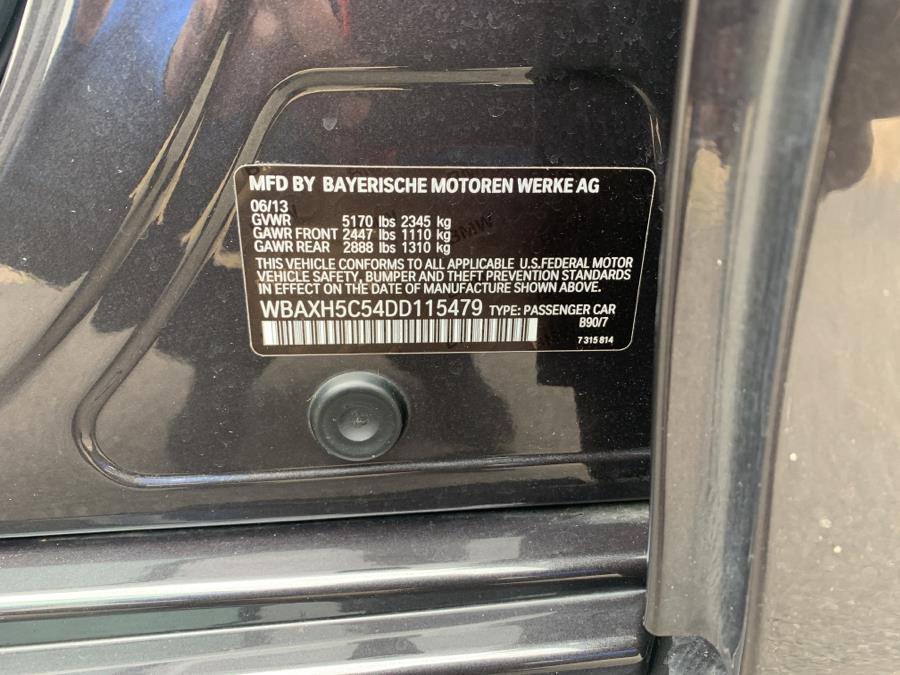 MFD BY BAYERISCHE MOTOREN WERKE AG
06/13
GVWR 5170 lbs 2345 kg
GAWR FRONT 2447 lbs 1110 kg
GAWR REAR 2888 lbs 1310 kg
THIS VEHICLE CONFORMS TO ALL APPLICABLE U.S.FEDERAL MOTOR
VEHICLE SAFETY, BUMPER AND THEFT PREVENTION STANDARDS
IN EFFECT ON THE DATE OF MANUFACTURE SHOWN ABOVE.
WBAXH5C54DD115479 TYPE: PASSENGER CAR
B90/7
7 315 814